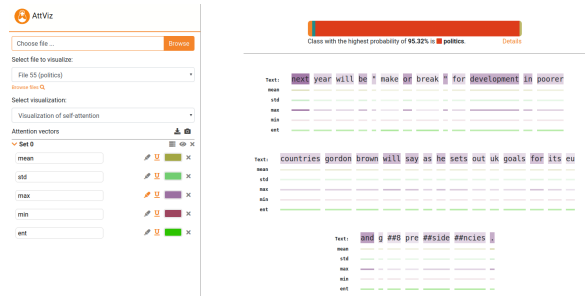 AttViz
Choose file ...
Browse
Select file to visualize:
File 55 (politics)
Browse files
Select visualization:
Visualization of self-attention
Attention vectors
Set 0
mean
std
max
min
ent
Class with the highest probability of 95.32% is politics.
Details
Text: next year will be " make or break " for development in poorer
mean
std
max
min
ent
Text: countries gordon brown will say as he sets out uk goals for its eu
mean
std
max
min
ent
Text: and g ##8 pre ##side ##ncies .
mean
std
max
min
ent